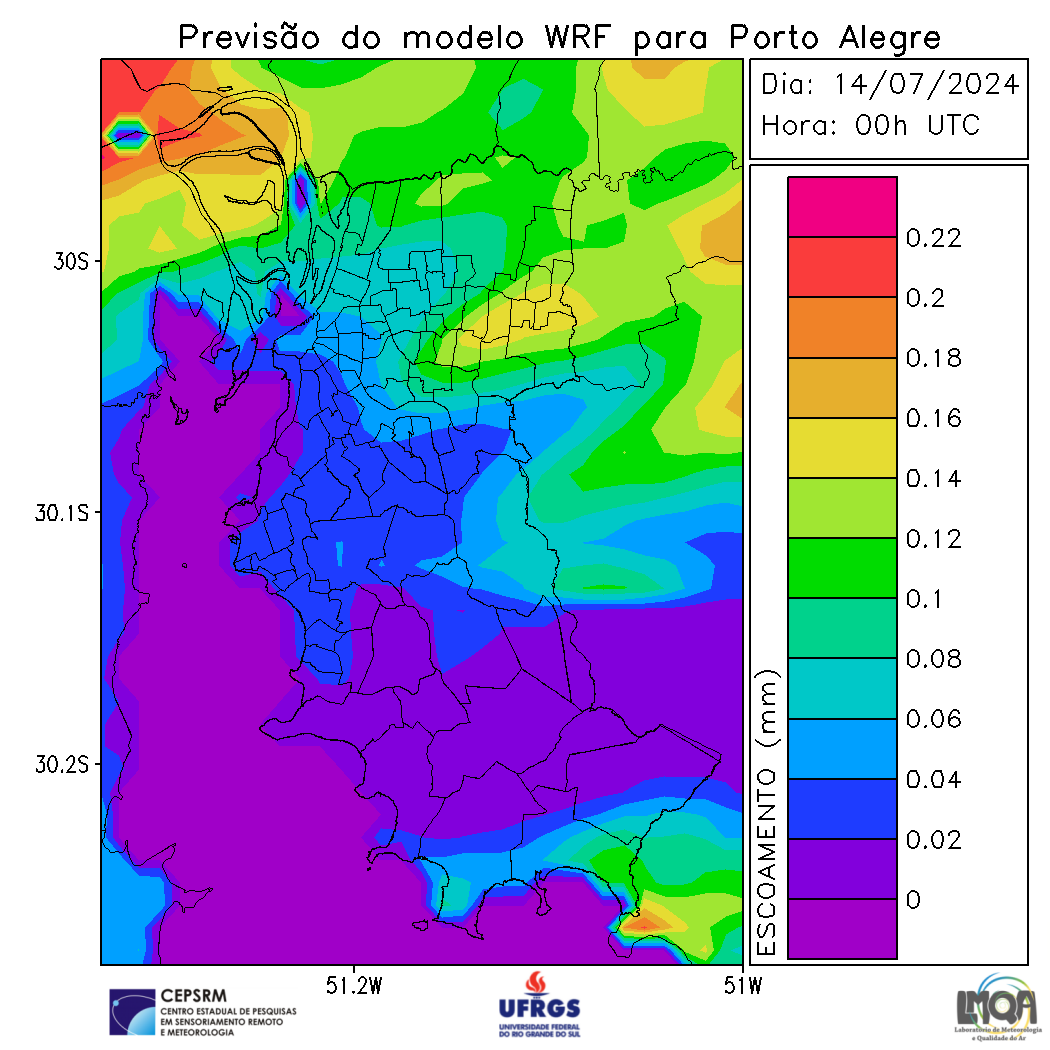 Previsão do modelo WRF para Porto Alegre
Dia: 14/07/2024
Hora: 00h UTC
30S
30.1S
30.2S
51.2W
51W
0.22
0.2
0.18
0.16
0.14
0.12
0.1
0.08
0.06
0.04
0.02
0
ESCOAMENTO (mm)
CEPSRM
CENTRO ESTADUAL DE PESQUISAS
EM SENSORIAMENTO REMOTO
E METEOROLOGIA
UFRGS
UNIVERSIDADE FEDERAL
DO RIO GRANDE DO SUL
LMQA
Laboratório de Meteorologia
e Qualidade do Ar